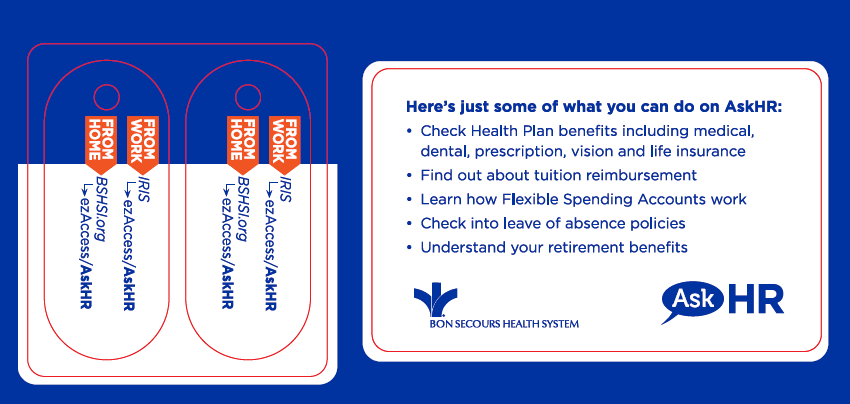 FROM
WORK
IRIS
ezAccess/AskHR
FROM
HOME
BSHSI.org
ezAccess/AskHR
FROM
WORK
IRIS
ezAccess/AskHR
FROM
HOME
BSHSI.org
ezAccess/AskHR
Here's just some of what you can do on AskHR:
• Check Health Plan benefits including medical,
dental, prescription, vision and life insurance
• Find out about tuition reimbursement
• Learn how Flexible Spending Accounts work
• Check into leave of absence policies
• Understand your retirement benefits
BON SECOURS HEALTH SYSTEM
Ask HR